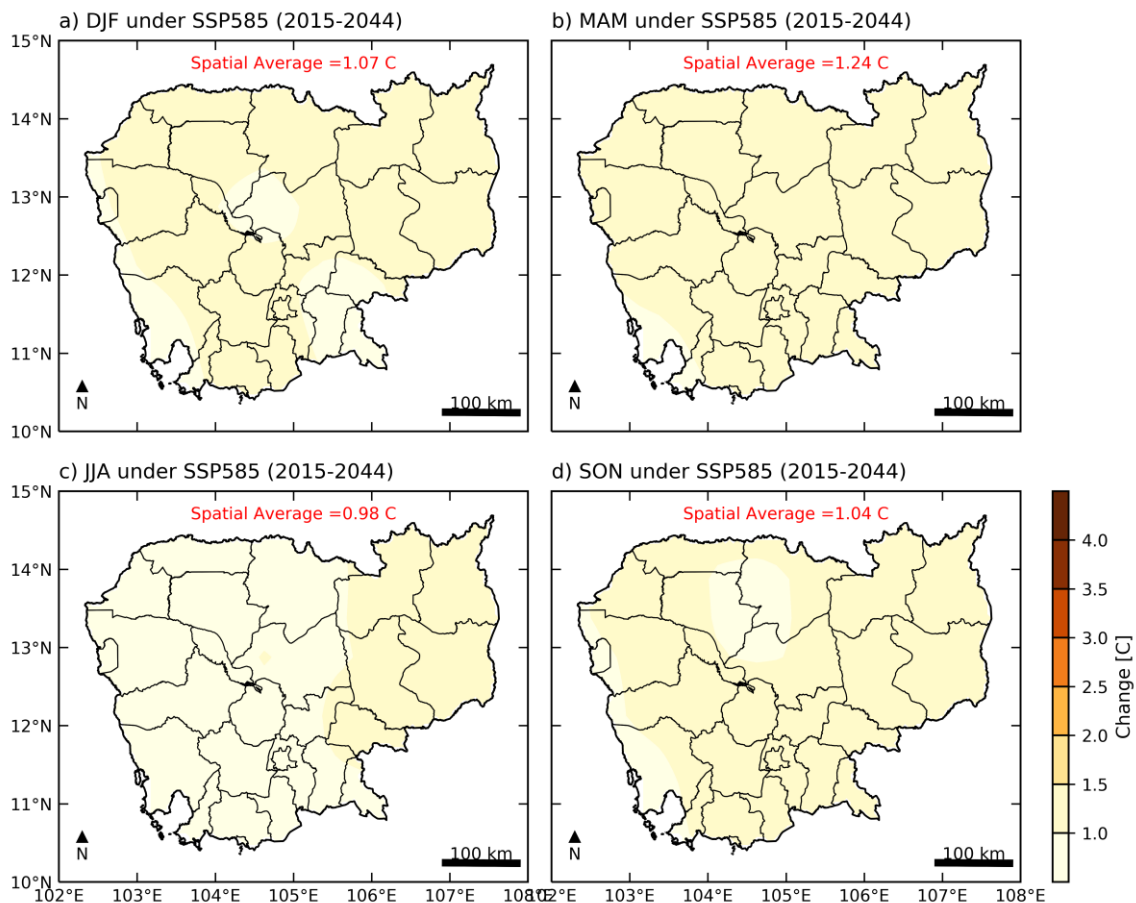 a) DJF under SSP585 (2015-2044)
b) MAM under SSP585 (2015-2044)
15°N
Spatial Average =1.07 C
Spatial Average =1.24 C
14°N
13°N
12°N
11°N
N
100 km
N
100 km
10°N
c) JJA under SSP585 (2015-2044)
d) SON under SSP585 (2015-2044)
15°N
Spatial Average =0.98 C
Spatial Average =1.04 C
14°N
13°N
12°N
11°N
N
100 km
N
100 km
10°N
102°E 103°E 104°E 105°E 106°E 107°E 108°E
102°E 103°E 104°E 105°E 106°E 107°E 108°E
4.0
3.5
3.0
2.5
2.0
1.5
1.0
Change [C]